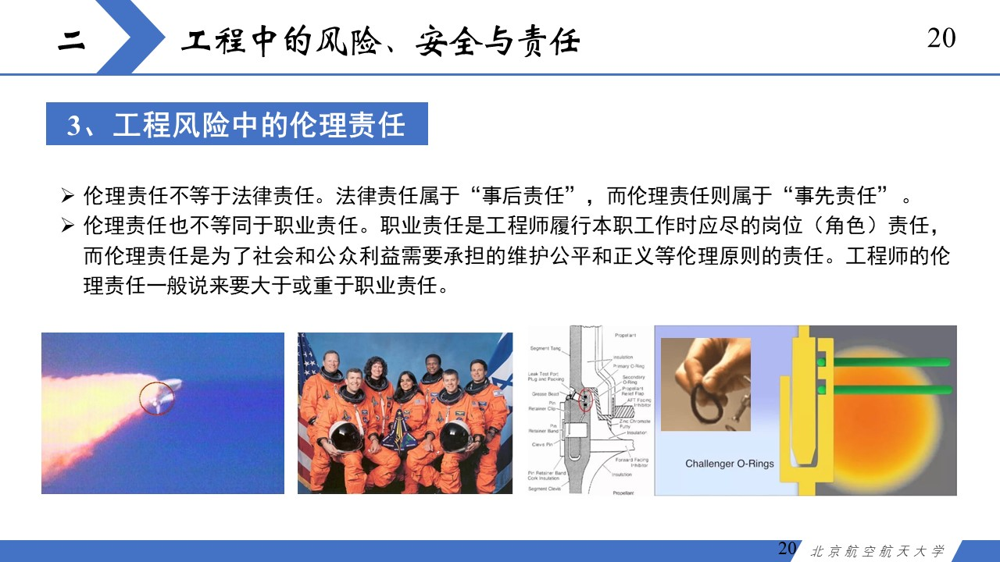 二
工程中的风险、安全与责任
20
3、工程风险中的伦理责任
➢ 伦理责任不等于法律责任。法律责任属于“事后责任”，而伦理责任则属于“事先责任”。
➢ 伦理责任也不等同于职业责任。职业责任是工程师履行本职工作时应尽的岗位（角色）责任，
而伦理责任是为了社会和公众利益需要承担的维护公平和正义等伦理原则的责任。工程师的伦
理责任一般说来要大于或重于职业责任。
Propellant
Segment Tang
Insulation
Primary O-Ring
Leak Test Port
Plug and Packing
Secondary
O-Ring
Propellant
Relief Flap
Grease Bead
AFT Facing
Inhibitor
Pin
Retainer Clip
Zinc Chromate
Putty
Pin
Retainer Band
Insulation
Clevis Pin
Forward Facing
Inhibitor
Pin Retainer Band
Cork Insulation
Insulation
Segment Clevis
Propellant
Challenger O-Rings
20
北京航空航天大学